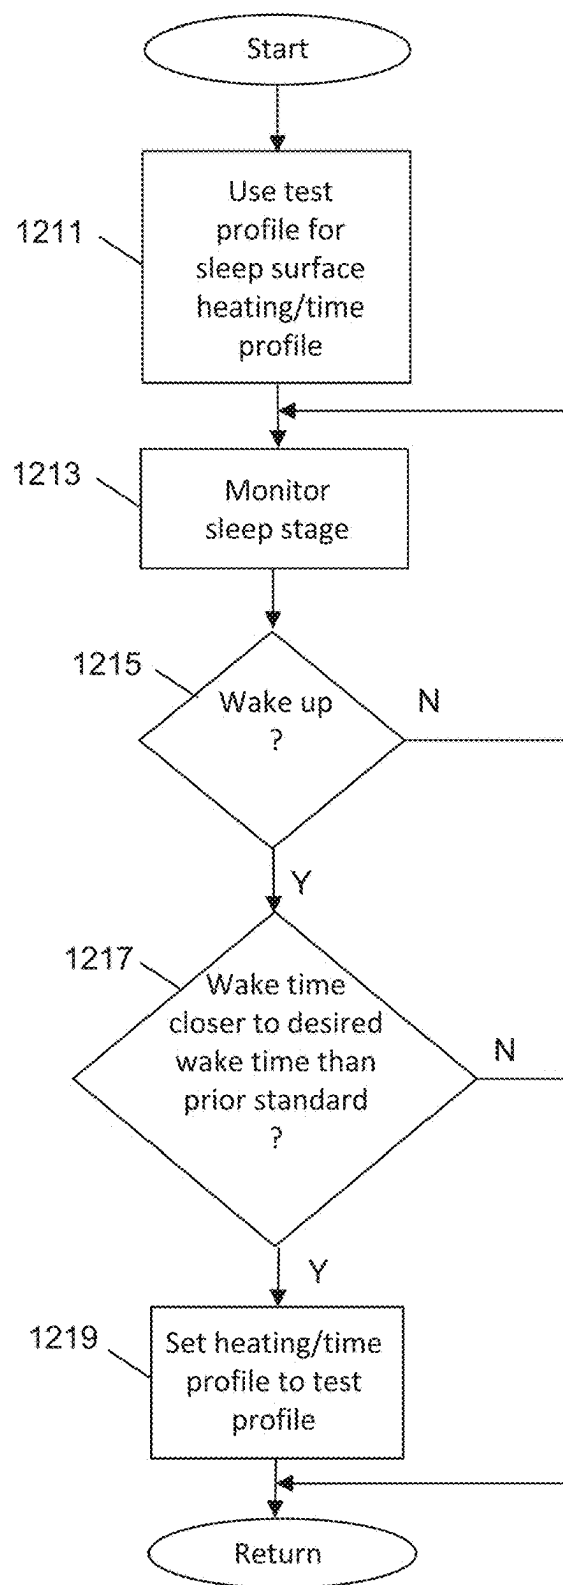 Start
1211
Use test
profile for
sleep surface
heating/time
profile
1213
Monitor
sleep stage
1215
Wake up
?
N
Y
1217
Wake time
closer to desired
wake time than
prior standard
?
N
Y
1219
Set heating/time
profile to test
profile
Return